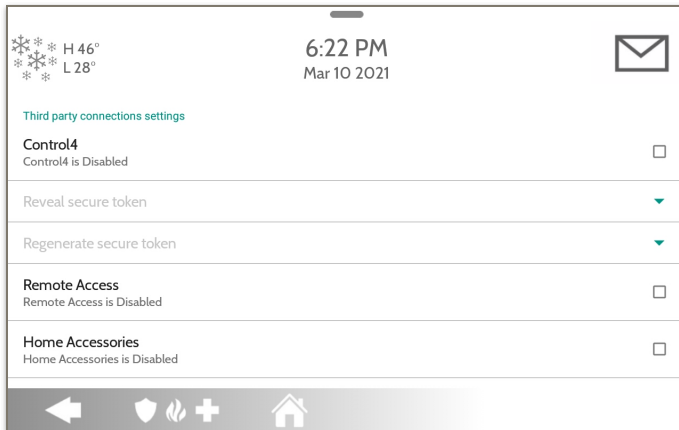 H 46°
L 28°
6:22 PM
Mar 10 2021
Third party connections settings
Control4
Control4 is Disabled
Reveal secure token
Regenerate secure token
Remote Access
Remote Access is Disabled
Home Accessories
Home Accessories is Disabled